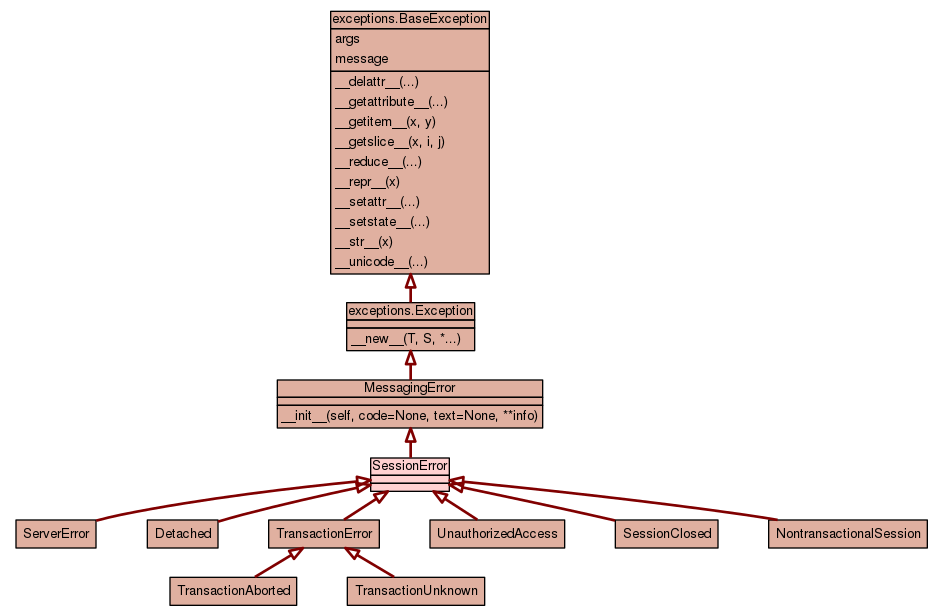 exceptions.BaseException
args
message
__delattr__(...)
__getattribute__(...)
__getitem__(x, y)
__getslice__(x, i, j)
__reduce__(...)
__repr__(x)
__setattr__(...)
__setstate__(...)
__str__(x)
__unicode__(...)
exceptions.Exception
__new__(T, S, *...)
MessagingError
__init__(self, code=None, text=None, **info)
SessionError
ServerError
Detached
TransactionError
UnauthorizedAccess
SessionClosed
NontransactionalSession
TransactionAborted
TransactionUnknown